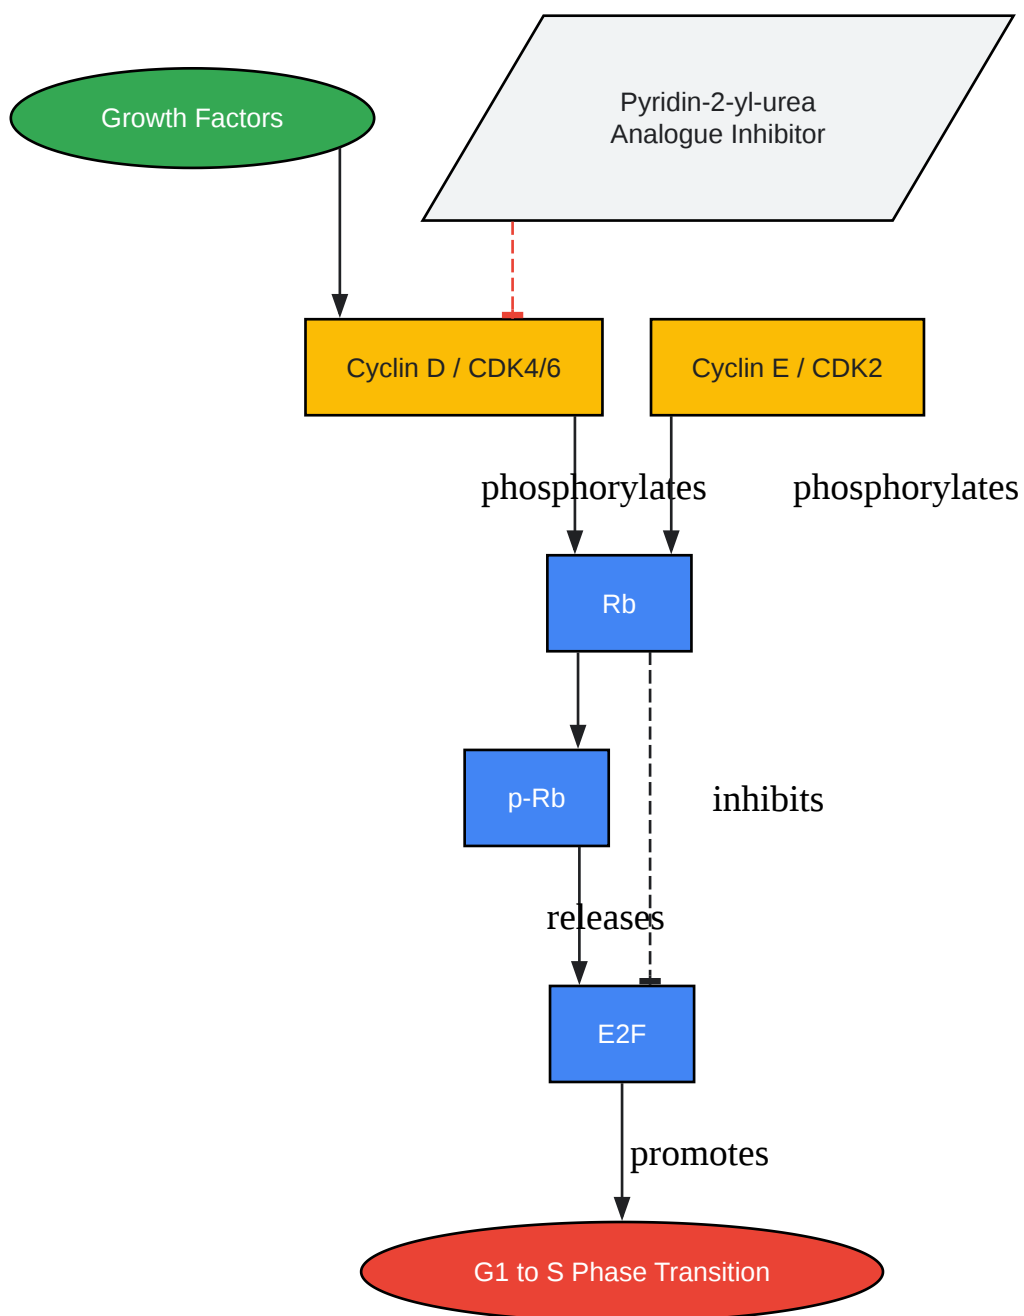 Growth Factors
Pyridin-2-yl-urea
Analogue Inhibitor
Cyclin D / CDK4/6
Cyclin E / CDK2
phosphorylates
phosphorylates
Rb
p-Rb
inhibits
releases
E2F
promotes
G1 to S Phase Transition